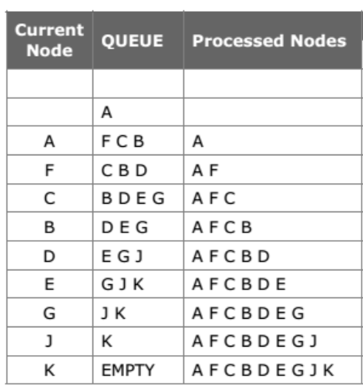 Current Node QUEUE Processed Nodes
A
A F C B A
F C B D A F
C B D E G A F C
B D E G A F C B
D E G J A F C B D
E G J K A F C B D E
G J K A F C B D E G
J K A F C B D E G J
K EMPTY A F C B D E G J K